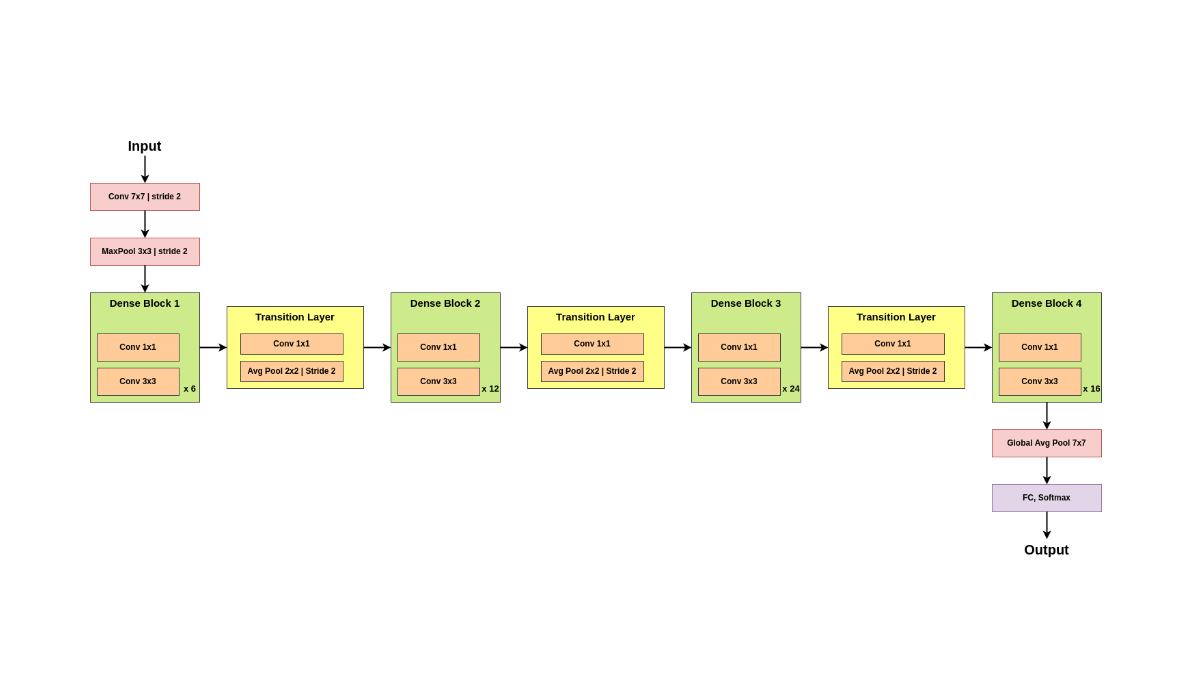 Input
Conv 7x7 | stride 2
MaxPool 3x3 | stride 2
Dense Block 1
Conv 1x1
Conv 3x3
x 6
Transition Layer
Conv 1x1
Avg Pool 2x2 | Stride 2
Dense Block 2
Conv 1x1
Conv 3x3
x 12
Transition Layer
Conv 1x1
Avg Pool 2x2 | Stride 2
Dense Block 3
Conv 1x1
Conv 3x3
x 24
Transition Layer
Conv 1x1
Avg Pool 2x2 | Stride 2
Dense Block 4
Conv 1x1
Conv 3x3
x 16
Global Avg Pool 7x7
FC, Softmax
Output